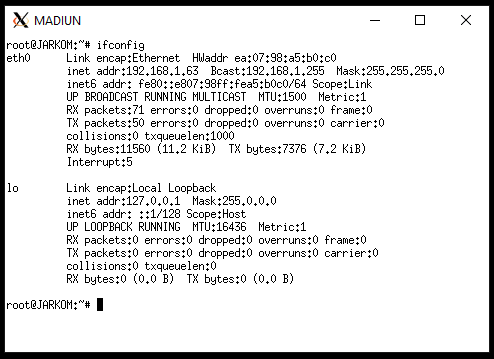 MADIUN
root@JARKOM:~# ifconfig
eth0 Link encap:Ethernet HWaddr ea:07:98:a5:b0:c0
inet addr:192.168.1.63 Bcast:192.168.1.255 Mask:255.255.255.0
inet6 addr: fe80::e807:98ff:fea5:b0c0/64 Scope:Link
UP BROADCAST RUNNING MULTICAST MTU:1500 Metric:1
RX packets:71 errors:0 dropped:0 overruns:0 frame:0
TX packets:50 errors:0 dropped:0 overruns:0 carrier:0
collisions:0 txqueuelen:1000
RX bytes:11560 (11.2 KiB) TX bytes:7376 (7.2 KiB)
Interrupt:5
lo Link encap:Local Loopback
inet addr:127.0.0.1 Mask:255.0.0.0
inet6 addr: ::1/128 Scope:Host
UP LOOPBACK RUNNING MTU:16436 Metric:1
RX packets:0 errors:0 dropped:0 overruns:0 frame:0
TX packets:0 errors:0 dropped:0 overruns:0 carrier:0
collisions:0 txqueuelen:0
RX bytes:0 (0.0 B) TX bytes:0 (0.0 B)
root@JARKOM:~#